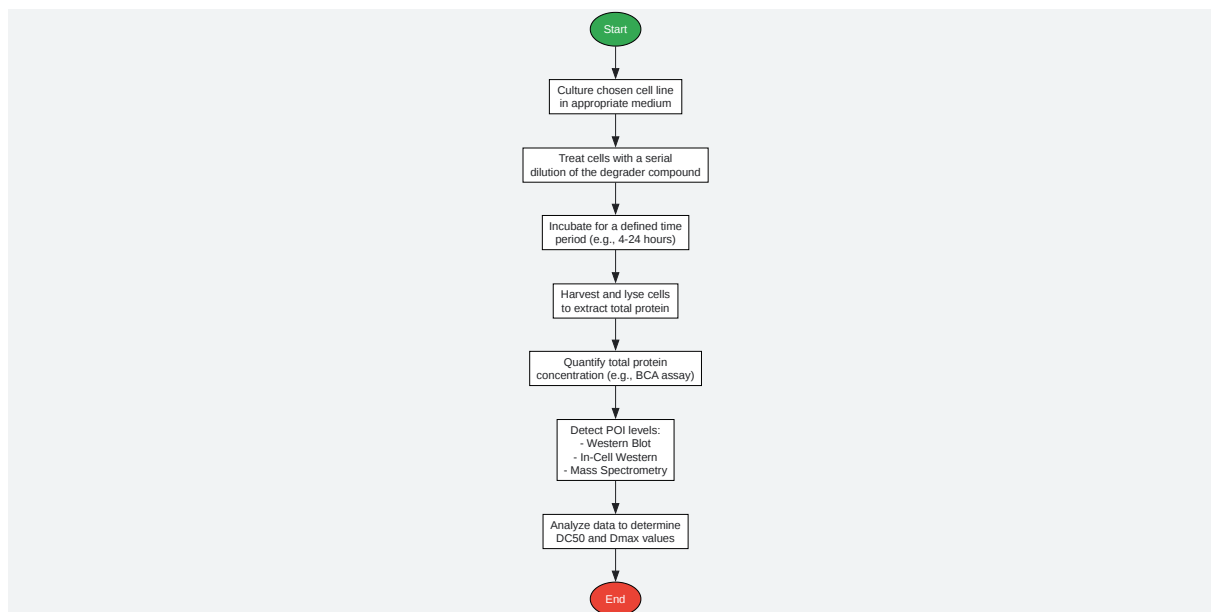 Start
Culture chosen cell line
in appropriate medium
Treat cells with a serial
dilution of the degrader compound
Incubate for a defined time
period (e.g., 4-24 hours)
Harvest and lyse cells
to extract total protein
Quantify total protein
concentration (e.g., BCA assay)
Detect POI levels:
- Western Blot
- In-Cell Western
- Mass Spectrometry
Analyze data to determine
DC50 and Dmax values
End